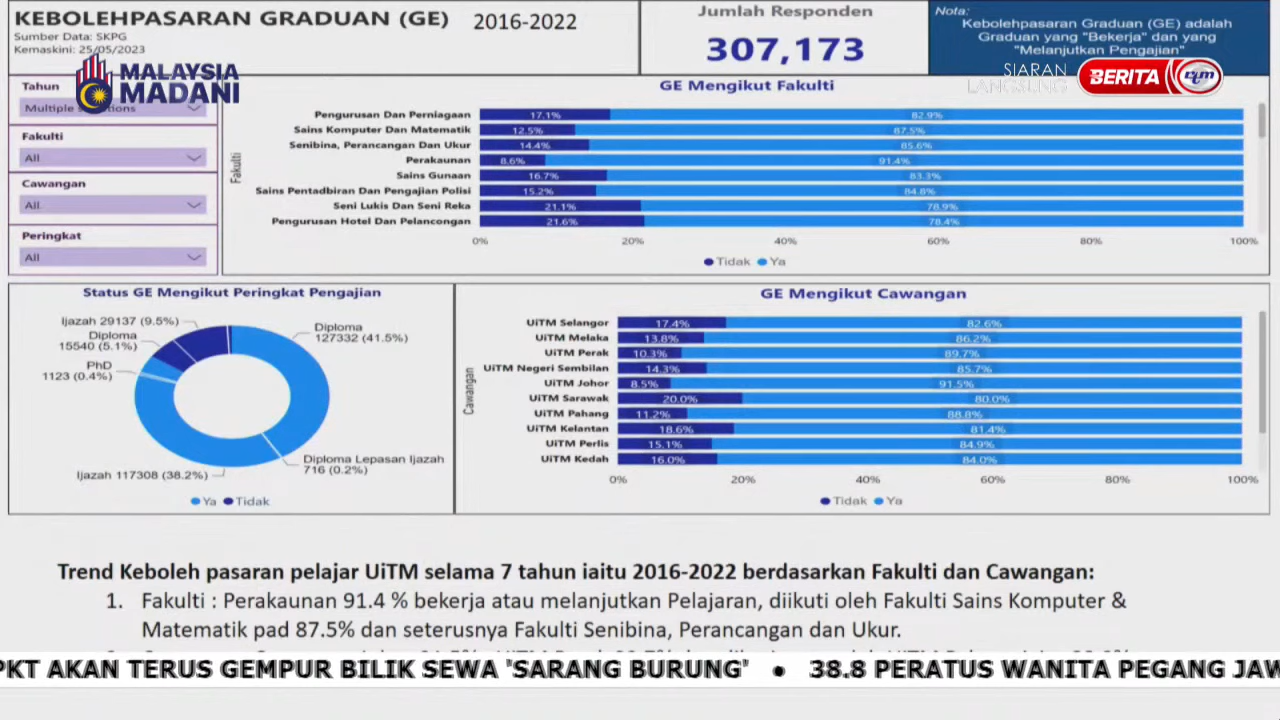 KEBOLEHPASARAN GRADUAN (GE) 2016-2022
Sumber Data: SKPG
Kemaskini: 25/05/2023
Jumlah Responden
307,173
Nota:
Kebolehpasaran Graduan (GE) adalah
Graduan yang "Bekerja" dan yang
"Melanjutkan Pengajian"
SIARAN
LANGSUNG
BERITA rtm
MALAYSIA
MADANI
Tahun
Multiple
Fakulti
All
Cawangan
All
Peringkat
All
GE Mengikut Fakulti
Fakulti
Pengurusan Dan Perniagaan 17.1% 82.9%
Sains Komputer Dan Matematik 12.5% 87.5%
Senibina, Perancangan Dan Ukur 14.4% 85.6%
Perakaunan 8.6% 91.4%
Sains Gunaan 16.7% 83.3%
Sains Pentadbiran Dan Pengajian Polisi 15.2% 84.8%
Seni Lukis Dan Seni Reka 21.1% 78.9%
Pengurusan Hotel Dan Pelancongan 21.6% 78.4%
0% 20% 40% 60% 80% 100%
Tidak Ya
Status GE Mengikut Peringkat Pengajian
Ijazah 29137 (9.5%)
Diploma
15540 (5.1%)
PhD
1123 (0.4%)
Diploma
127332 (41.5%)
Diploma Lepasan Ijazah
716 (0.2%)
Ijazah 117308 (38.2%)
Ya Tidak
GE Mengikut Cawangan
Cawangan
UiTM Selangor 17.4% 82.6%
UiTM Melaka 13.8% 86.2%
UiTM Perak 10.3% 89.7%
UiTM Negeri Sembilan 14.3% 85.7%
UiTM Johor 8.5% 91.5%
UiTM Sarawak 20.0% 80.0%
UiTM Pahang 11.2% 88.8%
UiTM Kelantan 18.6% 81.4%
UiTM Perlis 15.1% 84.9%
UiTM Kedah 16.0% 84.0%
0% 20% 40% 60% 80% 100%
Tidak Ya
Trend Keboleh pasaran pelajar UiTM selama 7 tahun iaitu 2016-2022 berdasarkan Fakulti dan Cawangan:
1. Fakulti : Perakaunan 91.4 % bekerja atau melanjutkan Pelajaran, diikuti oleh Fakulti Sains Komputer &
Matematik pad 87.5% dan seterusnya Fakulti Senibina, Perancangan dan Ukur.
PKT AKAN TERUS GEMPUR BILIK SEWA "SARANG BURUNG" ● 38.8 PERATUS WANITA PEGANG JAW